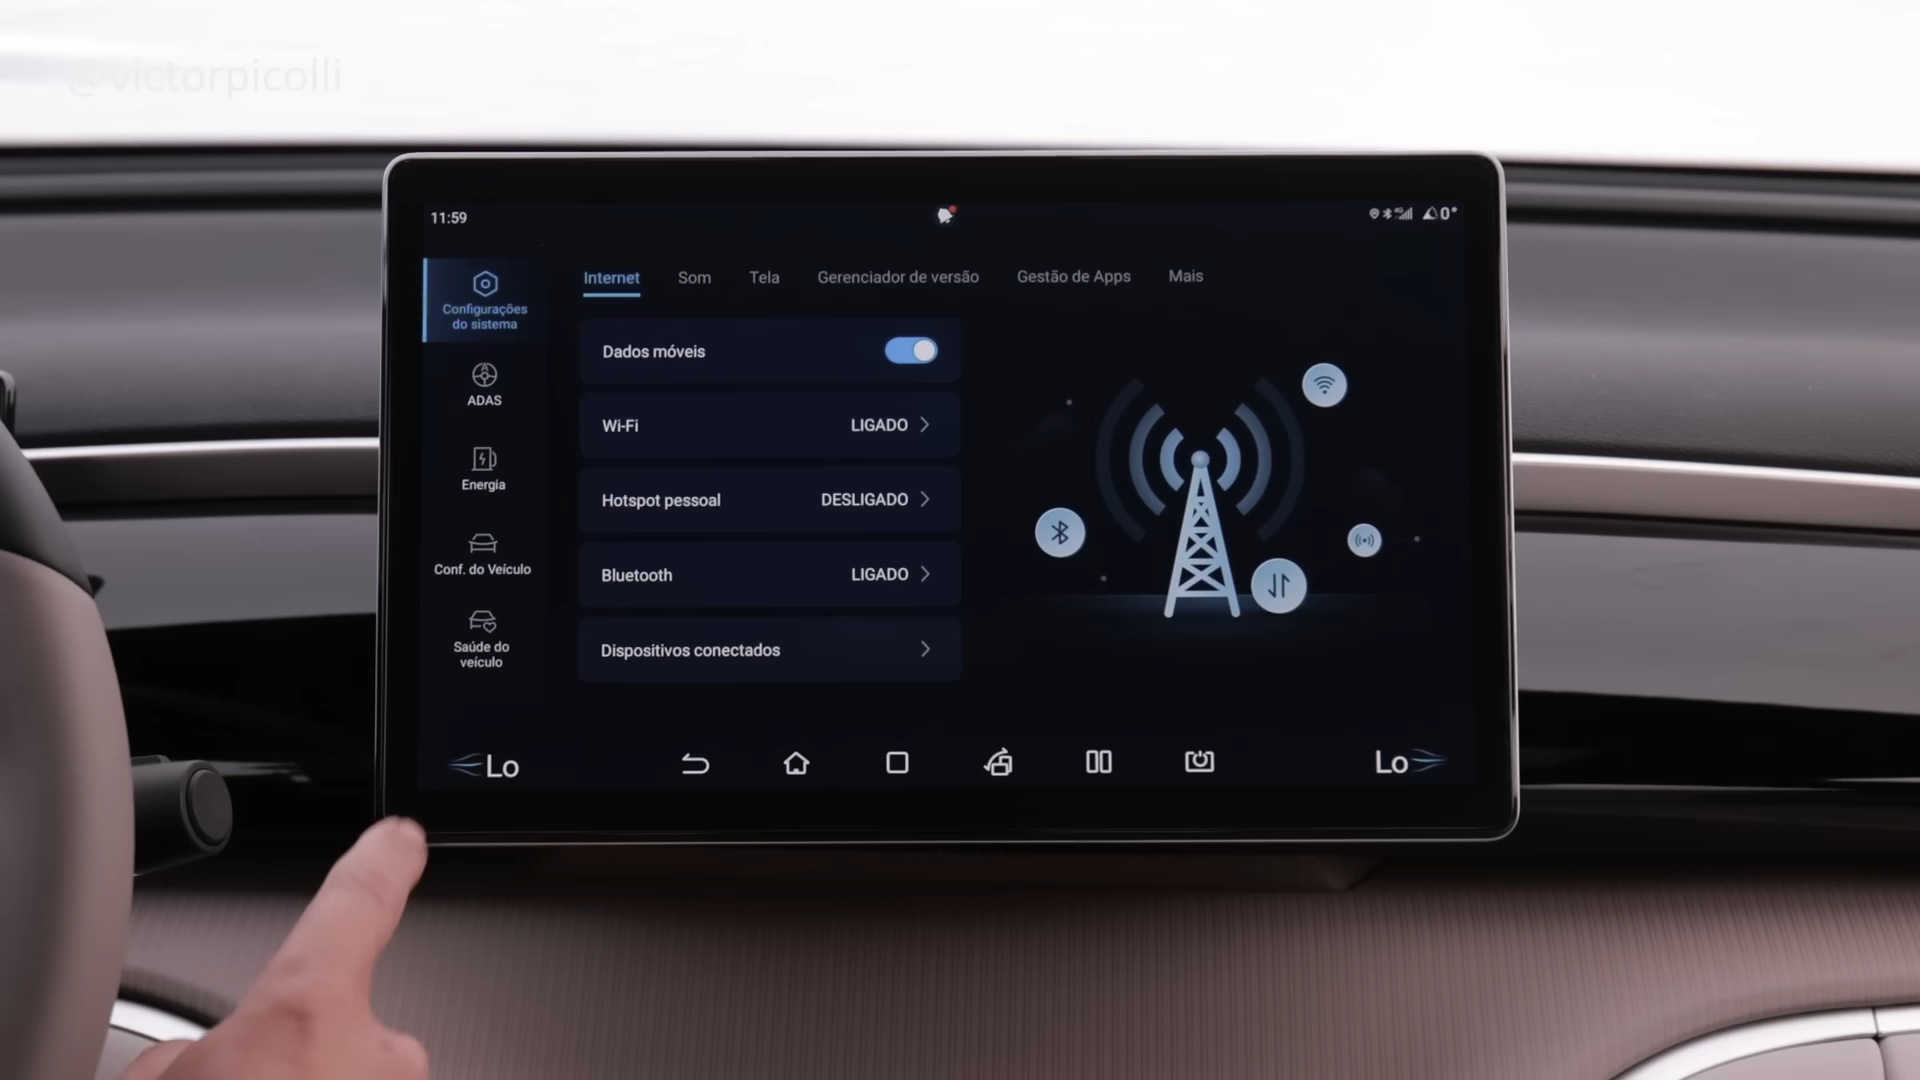 @victorpicolli
11:59
0°
Configurações
do sistema
ADAS
Energia
Conf. do Veículo
Saúde do
veículo
Internet
Som
Tela
Gerenciador de versão
Gestão de Apps
Mais
Dados móveis
Wi-Fi
LIGADO
Hotspot pessoal
DESLIGADO
Bluetooth
LIGADO
Dispositivos conectados
Lo
Lo